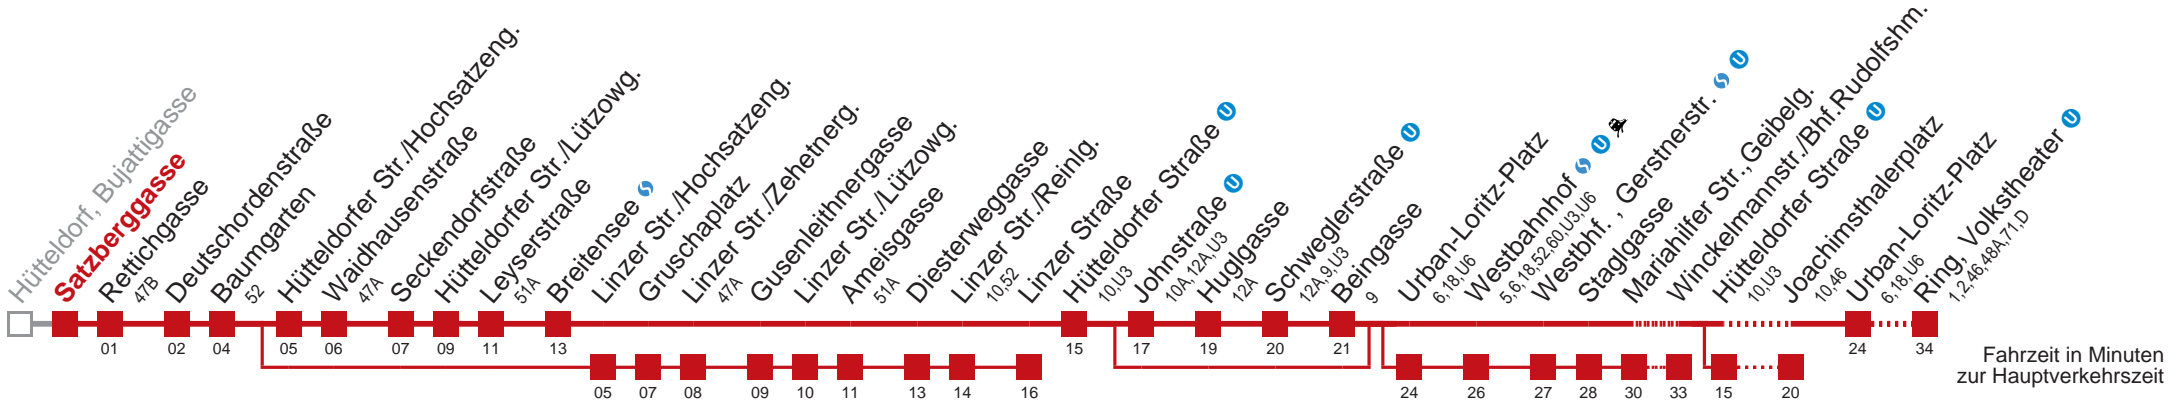 Hütteldorf, Bujattigasse
Satzberggasse
Rettichgasse
47B
Deutschordenstraße
Baumgarten
52
Hütteldorfer Str./Hochsatzeng.
Waidhausenstraße
47A
Seckendorfstraße
Hütteldorfer Str./Lützowg.
Leyserstraße
51A
Breitensee
Linzer Str./Hochsatzeng.
Gruschaplatz
Linzer Str./Zehetnerg.
47A
Gusenleithnergasse
Linzer Str./Lützowg.
Ameisgasse
51A
Diesterweggasse
Linzer Str./Reinlg.
10,52
Linzer Straße
Hütteldorfer Straße U
10,U3
Johnstraße U
10A,12A,U3
Huglgasse
12A
Schweglerstraße U
12A,9,U3
Beingasse
9
Urban-Loritz-Platz
6,18,U6
Westbahnhof U
5,6,18,52,60,U3,U6
Westbhf. , Gerstnerstr. U
Staglgasse
Mariahilfer Str., Geibelg.
Winckelmannstr./Bhf.Rudolfshm.
Hütteldorfer Straße U
10,U3
Joachimsthalerplatz
10,46
Urban-Loritz-Platz
6,18,U6
Ring, Volkstheater U
1,2,46,48A,71,D
01 02 04 05 06 07 09 11 13 15 17 19 20 21 24 34
05 07 08 09 10 11 13 14 16 24 26 27 28 30 33 15 20
Fahrzeit in Minuten
zur Hauptverkehrszeit